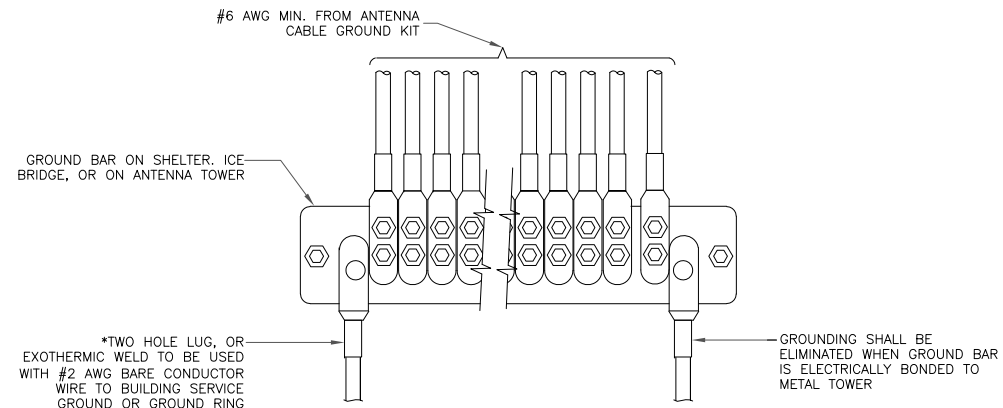 #6 AWG MIN. FROM ANTENNA
CABLE GROUND KIT
GROUND BAR ON SHELTER. ICE
BRIDGE, OR ON ANTENNA TOWER
*TWO HOLE LUG, OR
EXOTHERMIC WELD TO BE USED
WITH #2 AWG BARE CONDUCTOR
WIRE TO BUILDING SERVICE
GROUND OR GROUND RING
GROUNDING SHALL BE
ELIMINATED WHEN GROUND BAR
IS ELECTRICALLY BONDED TO
METAL TOWER